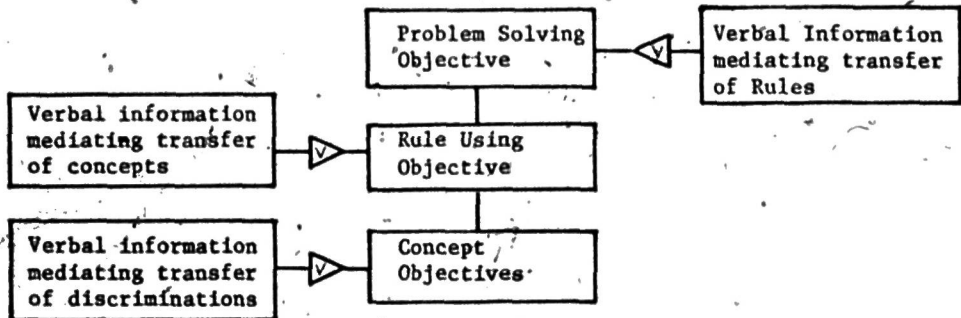 Problem Solving
Objective
V
Verbal Information
mediating transfer
of Rules
Verbal information
mediating transfer
of concepts
V
Rule Using
Objective
Verbal information
mediating transfer
of discriminations
V
Concept
Objectives